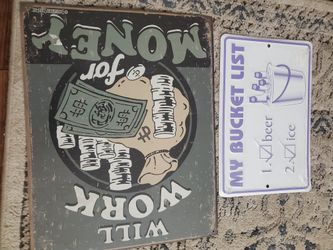 WILL
WORK
for
MONEY
MY BUCKET LIST
1. beer
2. ice